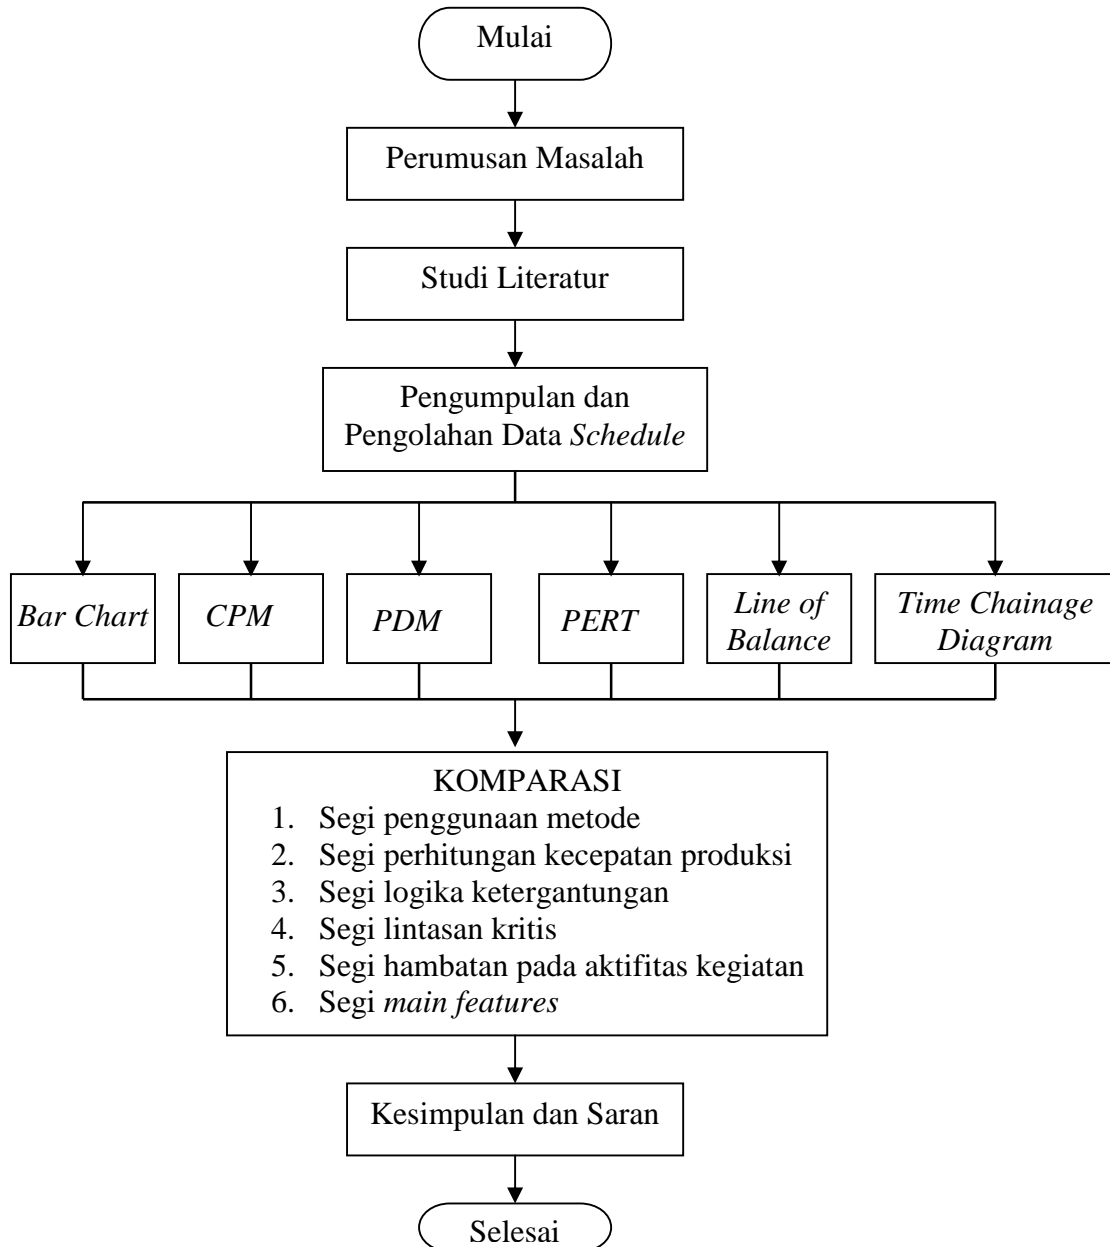 Mulai
Perumusan Masalah
Studi Literatur
Pengumpulan dan
Pengolahan Data Schedule
Bar Chart
CPM
PDM
PERT
Line of
Balance
Time Chainage
Diagram
KOMPARASI
1. Segi penggunaan metode
2. Segi perhitungan kecepatan produksi
3. Segi logika ketergantungan
4. Segi lintasan kritis
5. Segi hambatan pada aktifitas kegiatan
6. Segi main features
Kesimpulan dan Saran
Selesai